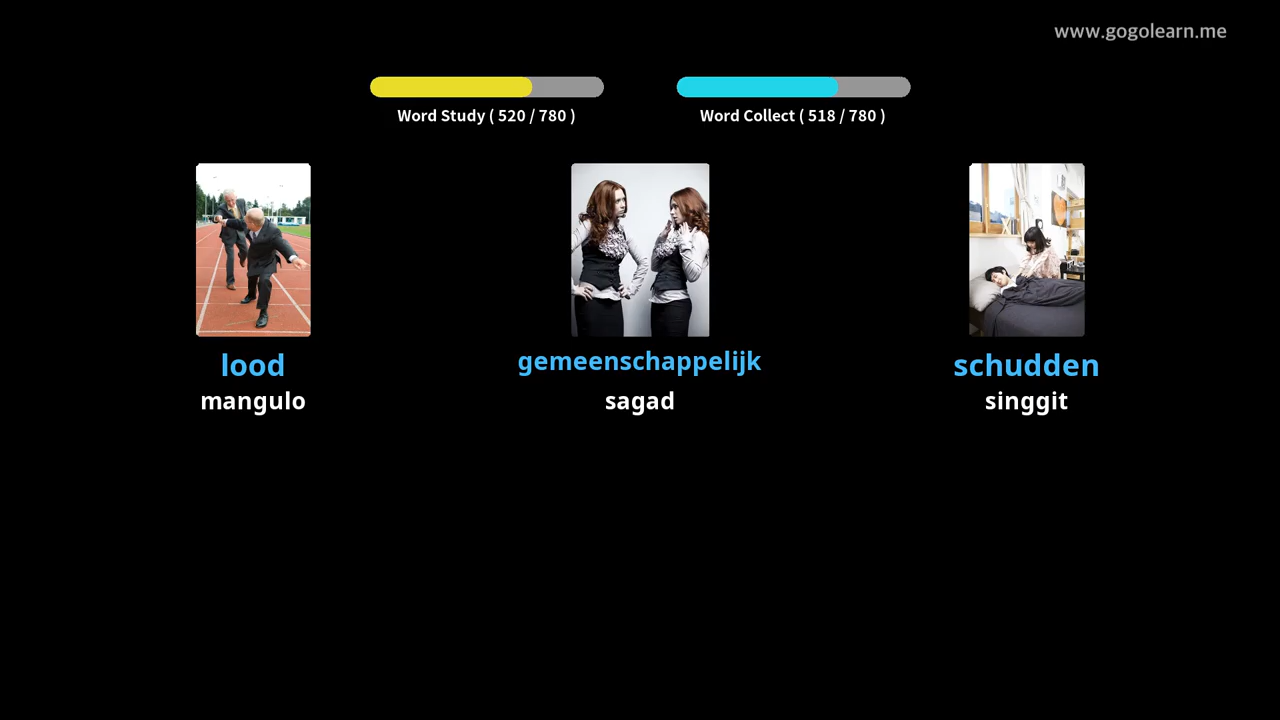 www.gogolearn.me
Word Study ( 520 / 780 )
Word Collect ( 518 / 780 )
lood
mangulo
gemeenschappelijk
sagad
schudden
singgit